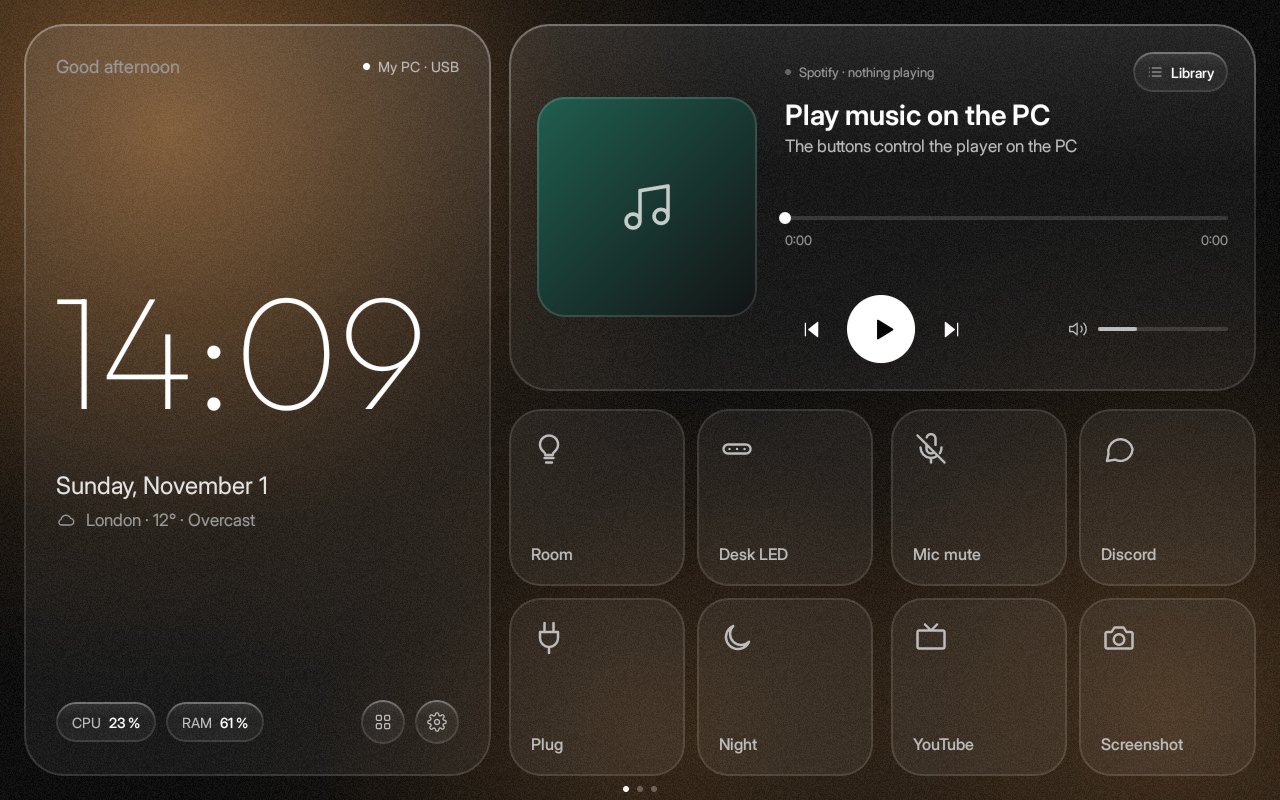 Good afternoon
My PC · USB
14:09
Sunday, November 1
London · 12° · Overcast
CPU 23 %
RAM 61 %
Spotify · nothing playing
Library
Play music on the PC
The buttons control the player on the PC
0:00
0:00
Room
Desk LED
Mic mute
Discord
Plug
Night
YouTube
Screenshot